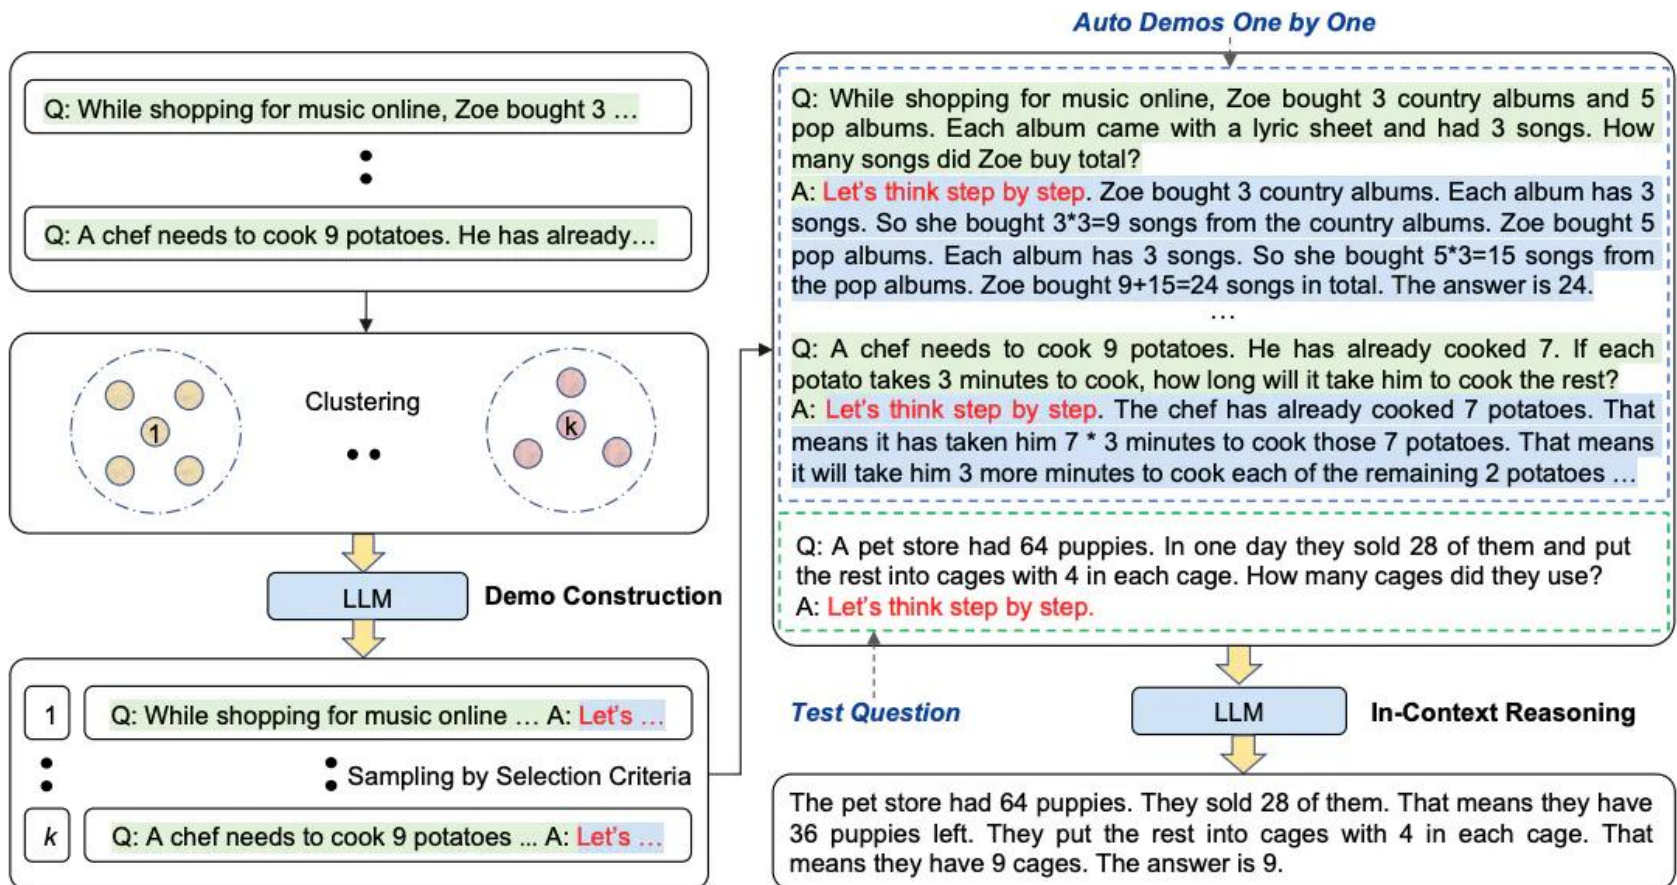 Q: While shopping for music online, Zoe bought 3 …
Q: A chef needs to cook 9 potatoes. He has already…
Clustering
1
k
LLM
Demo Construction
1
Q: While shopping for music online … A: Let's …
Sampling by Selection Criteria
k
Q: A chef needs to cook 9 potatoes ... A: Let's …
Auto Demos One by One
Q: While shopping for music online, Zoe bought 3 country albums and 5
pop albums. Each album came with a lyric sheet and had 3 songs. How
many songs did Zoe buy total?
A: Let's think step by step. Zoe bought 3 country albums. Each album has 3
songs. So she bought 3*3=9 songs from the country albums. Zoe bought 5
pop albums. Each album has 3 songs. So she bought 5*3=15 songs from
the pop albums. Zoe bought 9+15=24 songs in total. The answer is 24.
…
Q: A chef needs to cook 9 potatoes. He has already cooked 7. If each
potato takes 3 minutes to cook, how long will it take him to cook the rest?
A: Let's think step by step. The chef has already cooked 7 potatoes. That
means it has taken him 7 * 3 minutes to cook those 7 potatoes. That means
it will take him 3 more minutes to cook each of the remaining 2 potatoes …
Q: A pet store had 64 puppies. In one day they sold 28 of them and put
the rest into cages with 4 in each cage. How many cages did they use?
A: Let's think step by step.
Test Question
LLM
In-Context Reasoning
The pet store had 64 puppies. They sold 28 of them. That means they have
36 puppies left. They put the rest into cages with 4 in each cage. That
means they have 9 cages. The answer is 9.